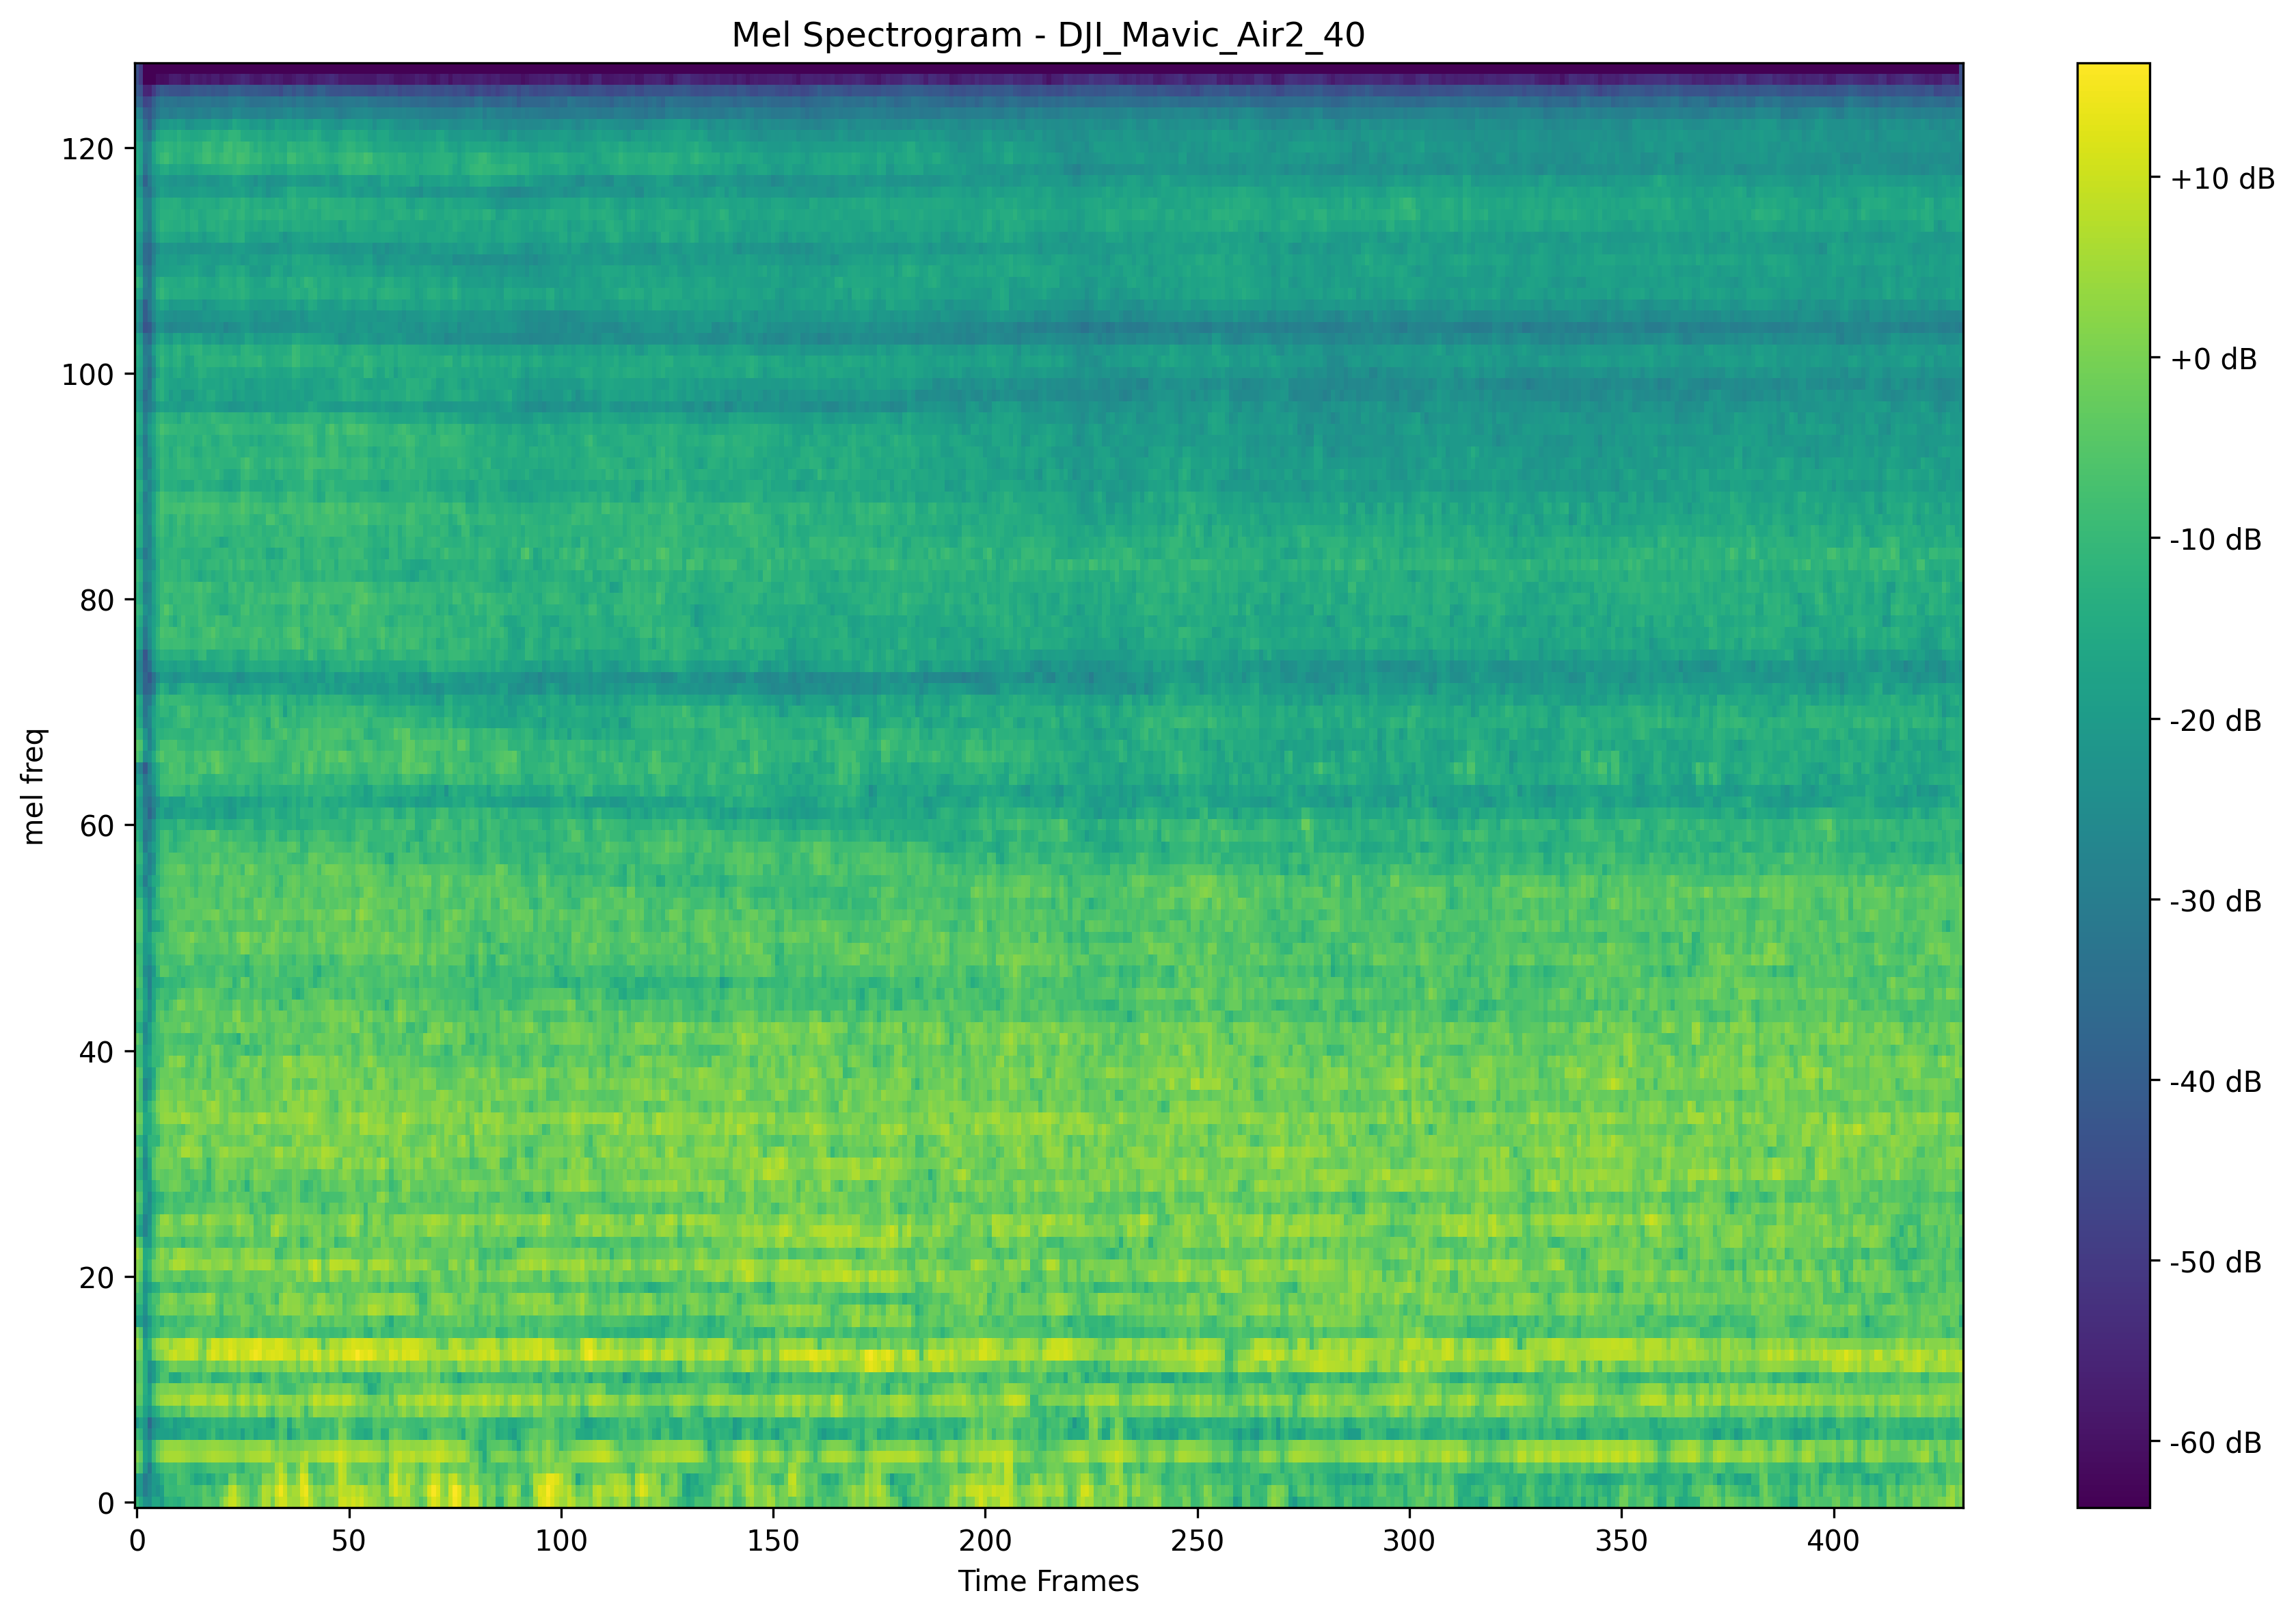 Mel Spectrogram - DJI_Mavic_Air2_40
mel freq
120
100
80
60
40
20
0
0 50 100 150 200 250 300 350 400
Time Frames
+10 dB
+0 dB
-10 dB
-20 dB
-30 dB
-40 dB
-50 dB
-60 dB